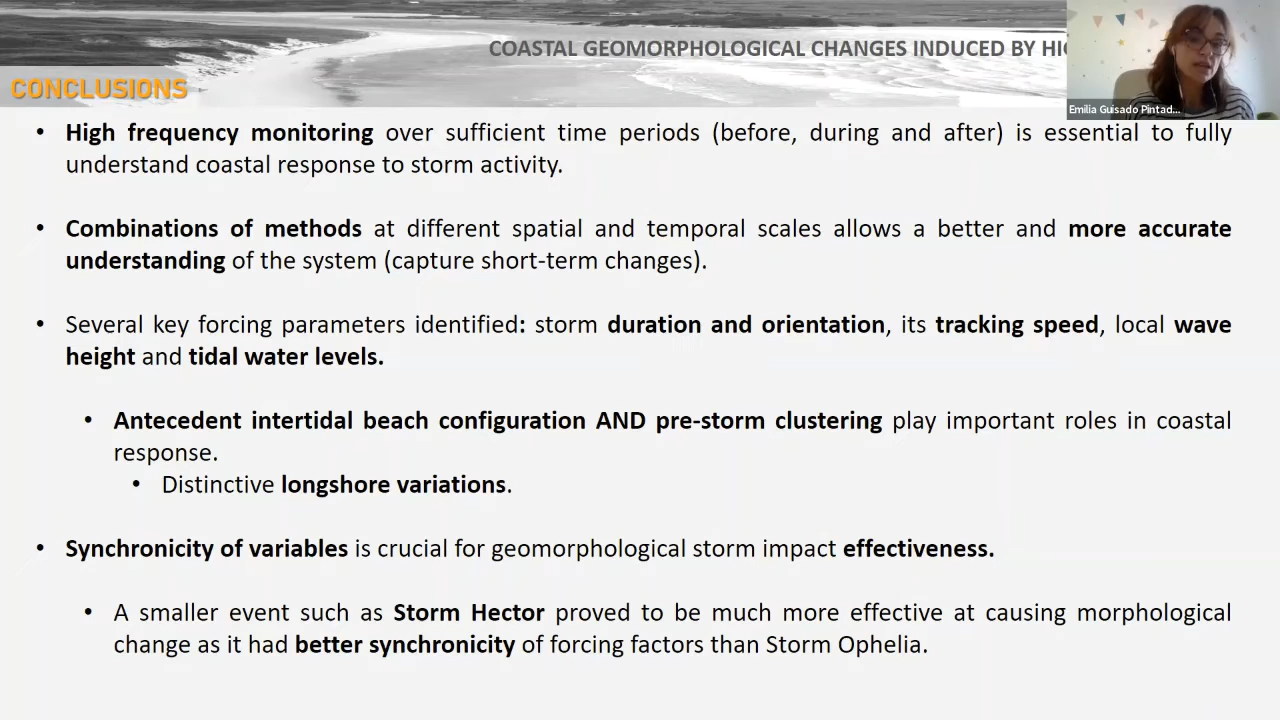 COASTAL GEOMORPHOLOGICAL CHANGES INDUCED BY
CONCLUSIONS
Emilia Guisado Pintad...
• High frequency monitoring over sufficient time periods (before, during and after) is essential to fully
understand coastal response to storm activity.
• Combinations of methods at different spatial and temporal scales allows a better and more accurate
understanding of the system (capture short-term changes).
• Several key forcing parameters identified: storm duration and orientation, its tracking speed, local wave
height and tidal water levels.
• Antecedent intertidal beach configuration AND pre-storm clustering play important roles in coastal
response.
• Distinctive longshore variations.
• Synchronicity of variables is crucial for geomorphological storm impact effectiveness.
• A smaller event such as Storm Hector proved to be much more effective at causing morphological
change as it had better synchronicity of forcing factors than Storm Ophelia.